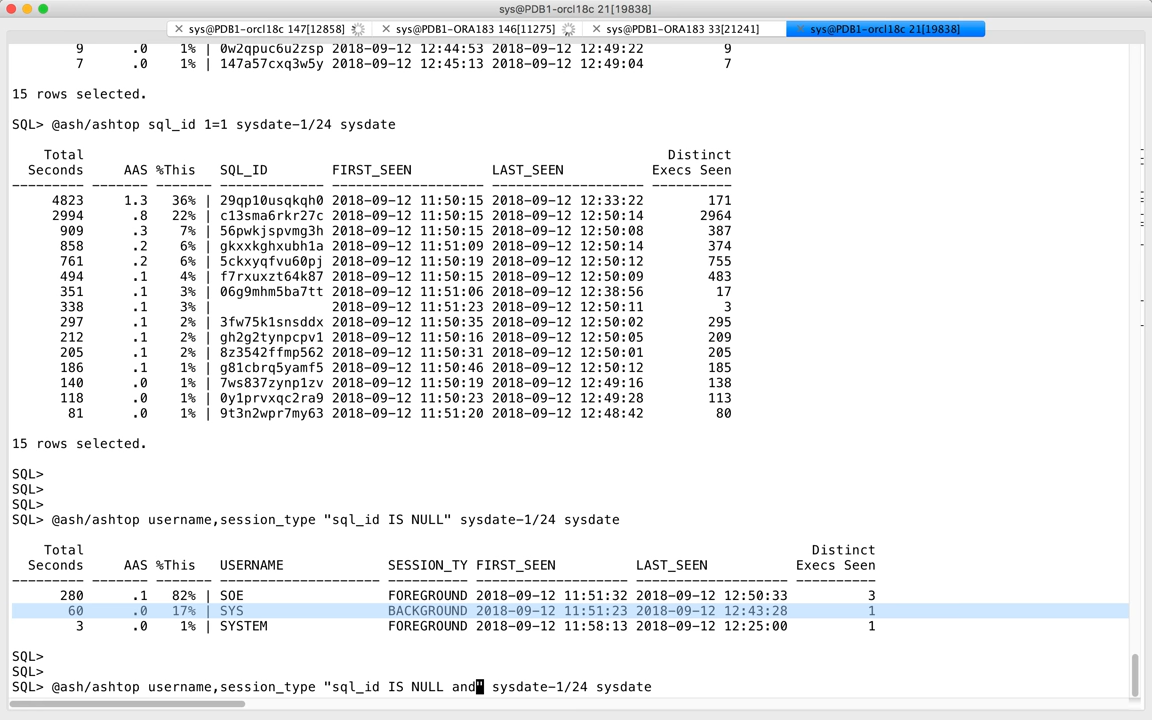 sys@PDB1-orcl18c 21[19838]
sys@PDB1-orcl18c 147[12858] sys@PDB1-ORA183 146[11275] sys@PDB1-ORA183 33[21241] sys@PDB1-orcl18c 21[19838]
9 .0 1% | 0w2qpuc6u2zsp 2018-09-12 12:44:53 2018-09-12 12:49:22 9
7 .0 1% | 147a57cxq3w5y 2018-09-12 12:45:13 2018-09-12 12:49:04 7
15 rows selected.
SQL> @ash/ashtop sql_id 1=1 sysdate-1/24 sysdate
Total Distinct
Seconds AAS %This SQL_ID FIRST_SEEN LAST_SEEN Execs Seen
--------- ------- ------- ------------- ------------------- ------------------- ----------
4823 1.3 36% | 29qp10usqkqh0 2018-09-12 11:50:15 2018-09-12 12:33:22 171
2994 .8 22% | c13sma6rkr27c 2018-09-12 11:50:15 2018-09-12 12:50:14 2964
909 .3 7% | 56pwkjspvmg3h 2018-09-12 11:50:15 2018-09-12 12:50:08 387
858 .2 6% | gkxxkghxubh1a 2018-09-12 11:51:09 2018-09-12 12:50:14 374
761 .2 6% | 5ckxyqfvu60pj 2018-09-12 11:50:19 2018-09-12 12:50:12 755
494 .1 4% | f7rxuxzt64k87 2018-09-12 11:50:15 2018-09-12 12:50:09 483
351 .1 3% | 06g9mhm5ba7tt 2018-09-12 11:51:06 2018-09-12 12:38:56 17
338 .1 3% | 2018-09-12 11:51:23 2018-09-12 12:50:11 3
297 .1 2% | 3fw75k1snsddx 2018-09-12 11:50:35 2018-09-12 12:50:02 295
212 .1 2% | gh2g2tynpcpv1 2018-09-12 11:50:16 2018-09-12 12:50:05 209
205 .1 2% | 8z3542ffmp562 2018-09-12 11:50:31 2018-09-12 12:50:01 205
186 .1 1% | g81cbrq5yamf5 2018-09-12 11:50:46 2018-09-12 12:50:12 185
140 .0 1% | 7ws837zynp1zv 2018-09-12 11:50:19 2018-09-12 12:49:16 138
118 .0 1% | 0y1prvxqc2ra9 2018-09-12 11:50:23 2018-09-12 12:49:28 113
81 .0 1% | 9t3n2wpr7my63 2018-09-12 11:51:20 2018-09-12 12:48:42 80
15 rows selected.
SQL>
SQL>
SQL>
SQL> @ash/ashtop username,session_type "sql_id IS NULL" sysdate-1/24 sysdate
Total Distinct
Seconds AAS %This USERNAME SESSION_TY FIRST_SEEN LAST_SEEN Execs Seen
--------- ------- ------- -------------------- ---------- ------------------- ------------------- ----------
280 .1 82% | SOE FOREGROUND 2018-09-12 11:51:32 2018-09-12 12:50:33 3
60 .0 17% | SYS BACKGROUND 2018-09-12 11:51:23 2018-09-12 12:43:28 1
3 .0 1% | SYSTEM FOREGROUND 2018-09-12 11:58:13 2018-09-12 12:25:00 1
SQL>
SQL>
SQL> @ash/ashtop username,session_type "sql_id IS NULL and" sysdate-1/24 sysdate